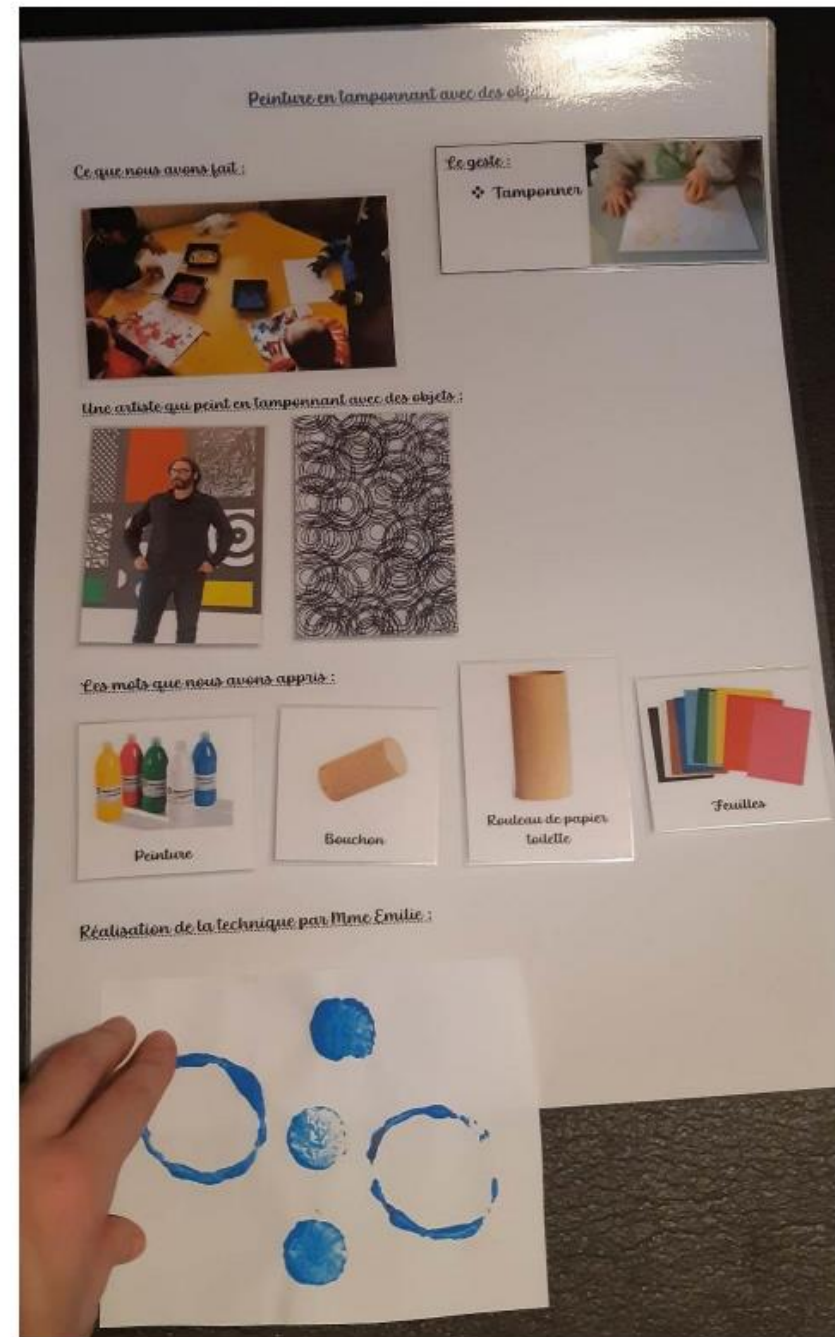 Peinture en tamponnant avec des objets
Ce que nous avons fait :
Le geste :
❖ Tamponner
Une artiste qui peint en tamponnant avec des objets :
Les mots que nous avons appris :
Peinture
Bouchon
Rouleau de papier
toilette
Feuilles
Réalisation de la technique par Mme Emilie :